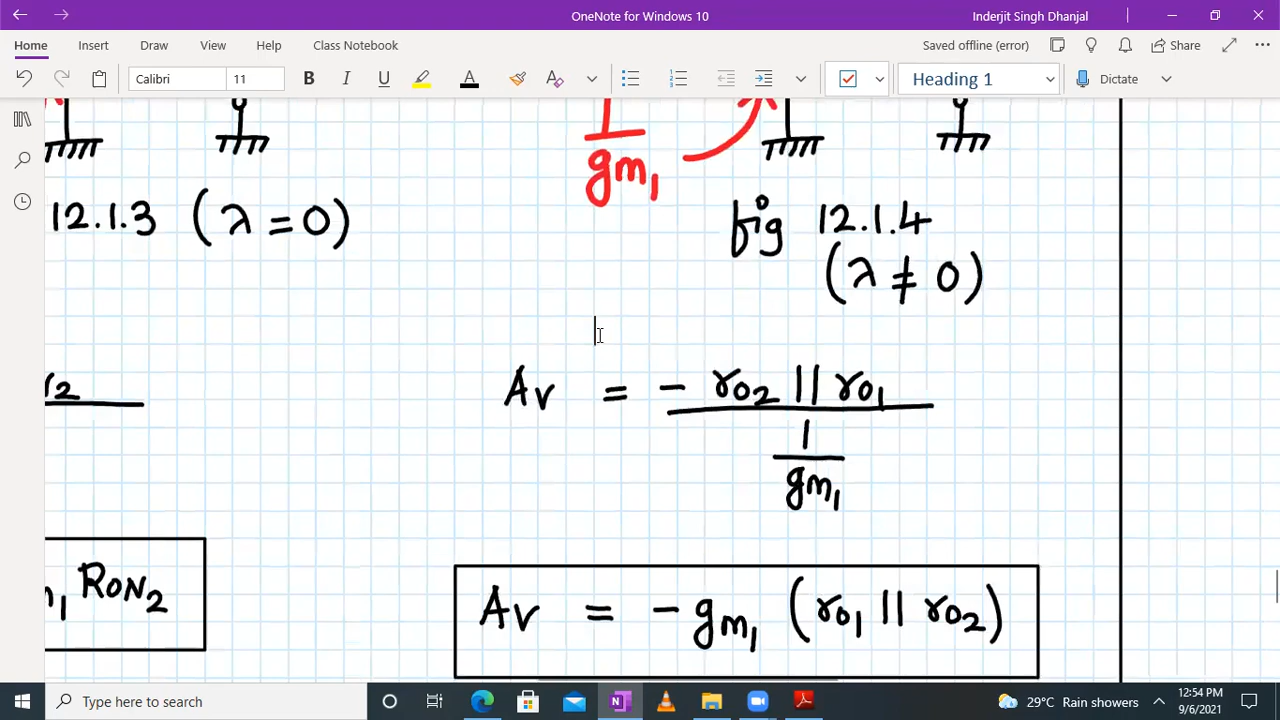 OneNote for Windows 10
Inderjit Singh Dhanjal
Home Insert Draw View Help Class Notebook
Saved offline (error)
Share
Calibri 11 B I U A
Heading 1
Dictate
1
gm1
12.1.3 (λ = 0)
fig 12.1.4
(λ ≠ 0)
Av = - ro2 || ro1
1
gm1
RON2
Av = -gm1 (ro1 || ro2)
Type here to search
29°C Rain showers
12:54 PM
9/6/2021